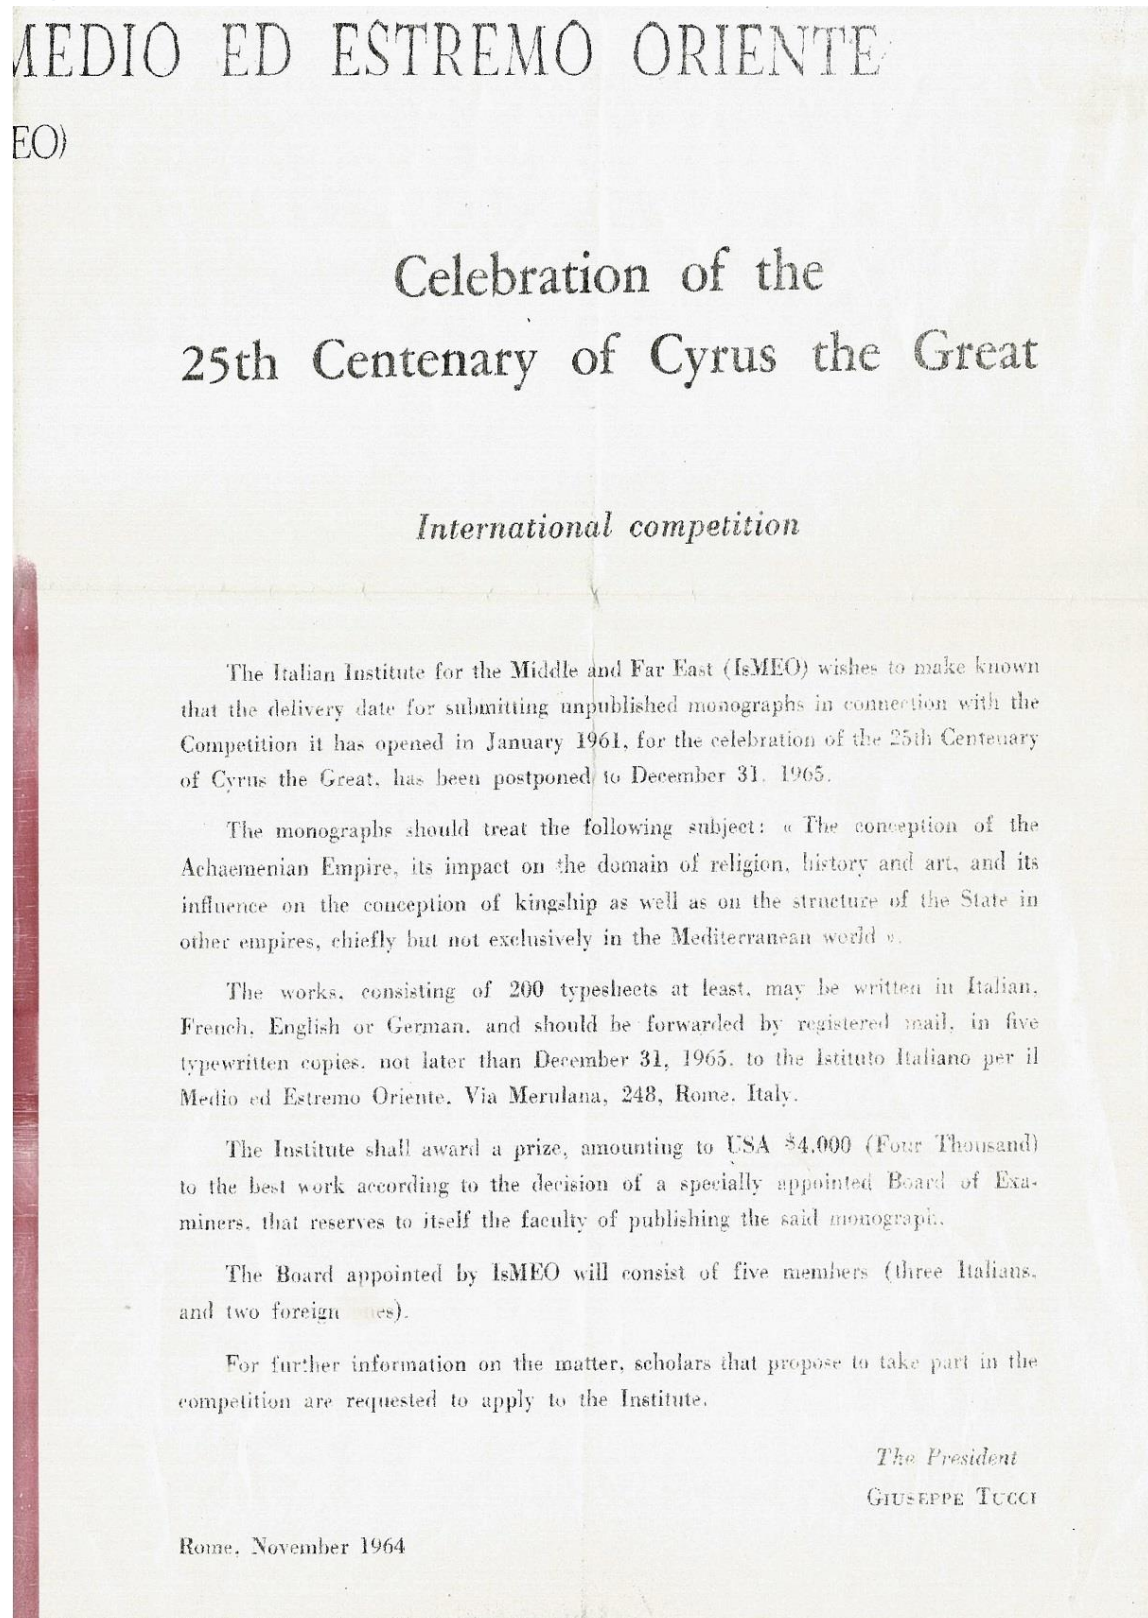 MEDIO ED ESTREMO ORIENTE
EO)
Celebration of the
25th Centenary of Cyrus the Great
International competition
The Italian Institute for the Middle and Far East (IsMEO) wishes to make known
that the delivery date for submitting unpublished monographs in connection with the
Competition it has opened in January 1961, for the celebration of the 25th Centenary
of Cyrus the Great, has been postponed to December 31, 1965.
The monographs should treat the following subject: « The conception of the
Achaemenian Empire, its impact on the domain of religion, history and art, and its
influence on the conception of kingship as well as on the structure of the State in
other empires, chiefly but not exclusively in the Mediterranean world ».
The works, consisting of 200 typesheets at least, may be written in Italian,
French, English or German, and should be forwarded by registered mail, in five
typewritten copies, not later than December 31, 1965, to the Istituto Italiano per il
Medio ed Estremo Oriente, Via Merulana, 248, Rome, Italy.
The Institute shall award a prize, amounting to USA $4.000 (Four Thousand)
to the best work according to the decision of a specially appointed Board of Exa-
miners, that reserves to itself the faculty of publishing the said monograph.
The Board appointed by IsMEO will consist of five members (three Italians,
and two foreign es).
For further information on the matter, scholars that propose to take part in the
competition are requested to apply to the Institute.
The President
GIUSEPPE TUCCI
Rome, November 1964